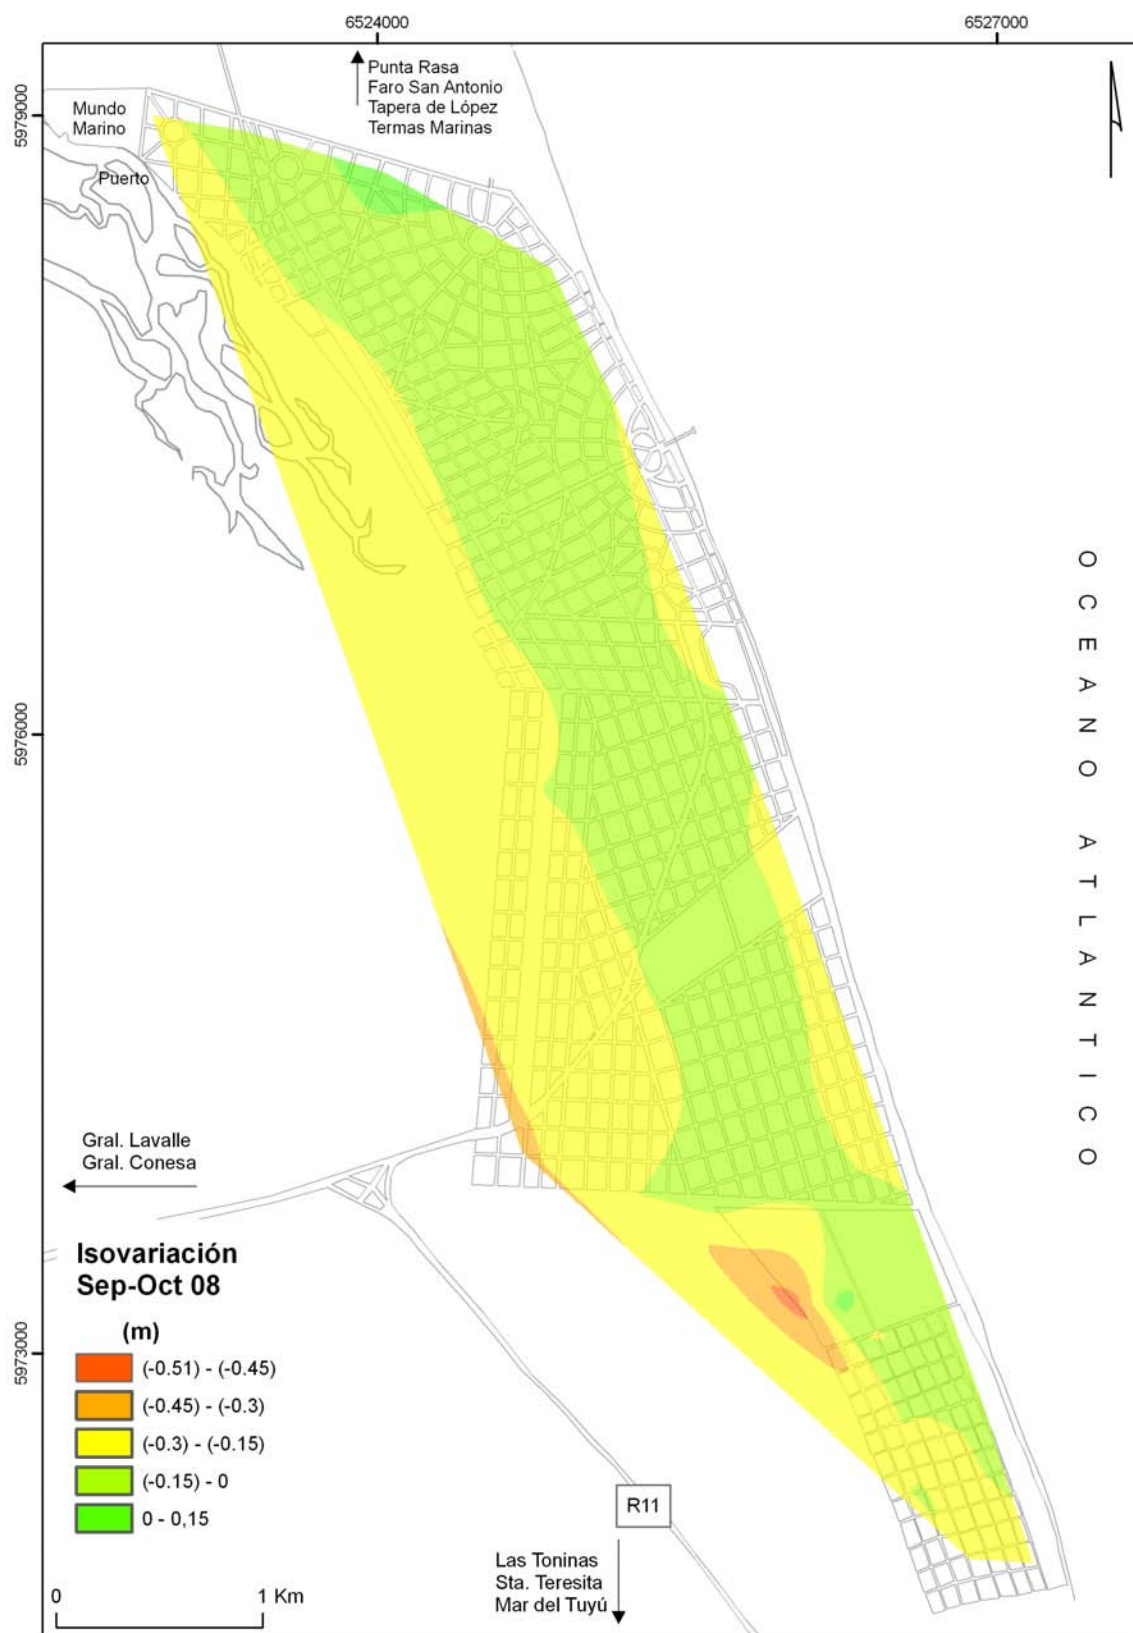 6524000
6527000
Punta Rasa
Faro San Antonio
Tapera de López
Termas Marinas
5979000
Mundo
Marino
Puerto
5976000
OCEANO ATLANTICO
Gral. Lavalle
Gral. Conesa
5973000
Isovariación
Sep-Oct 08
(m)
(-0.51) - (-0.45)
(-0.45) - (-0.3)
(-0.3) - (-0.15)
(-0.15) - 0
0 - 0,15
R11
Las Toninas
Sta. Teresita
Mar del Tuyú
0 1 Km